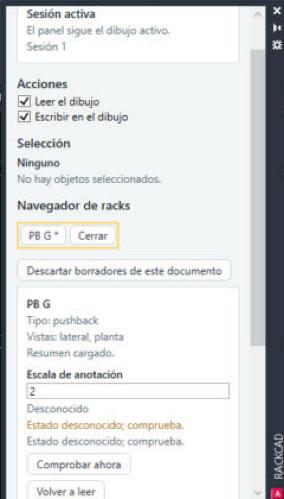 Sesión activa
El panel sigue el dibujo activo.
Sesión 1
Acciones
Leer el dibujo
Escribir en el dibujo
Selección
Ninguno
No hay objetos seleccionados.
Navegador de racks
PB G * Cerrar
Descartar borradores de este documento
PB G
Tipo: pushback
Vistas: lateral, planta
Resumen cargado.
Escala de anotación
2
Desconocido
Estado desconocido; comprueba.
Estado desconocido; comprueba.
Comprobar ahora
Volver a leer
RACKCAD
A